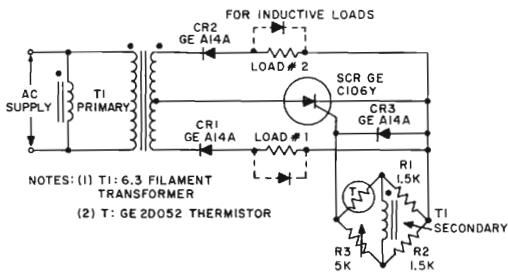 FOR INDUCTIVE LOADS
CR2
GE A14A
LOAD # 2
SCR GE
C106Y
AC
SUPPLY
T1
PRIMARY
CR3
GE A14A
CR1
GE A14A
LOAD # 1
R1
1.5K
NOTES: (1) T1: 6.3 FILAMENT
TRANSFORMER
(2) T: GE 2D052 THERMISTOR
T
T1
SECONDARY
R3
5K
R2
1.5K